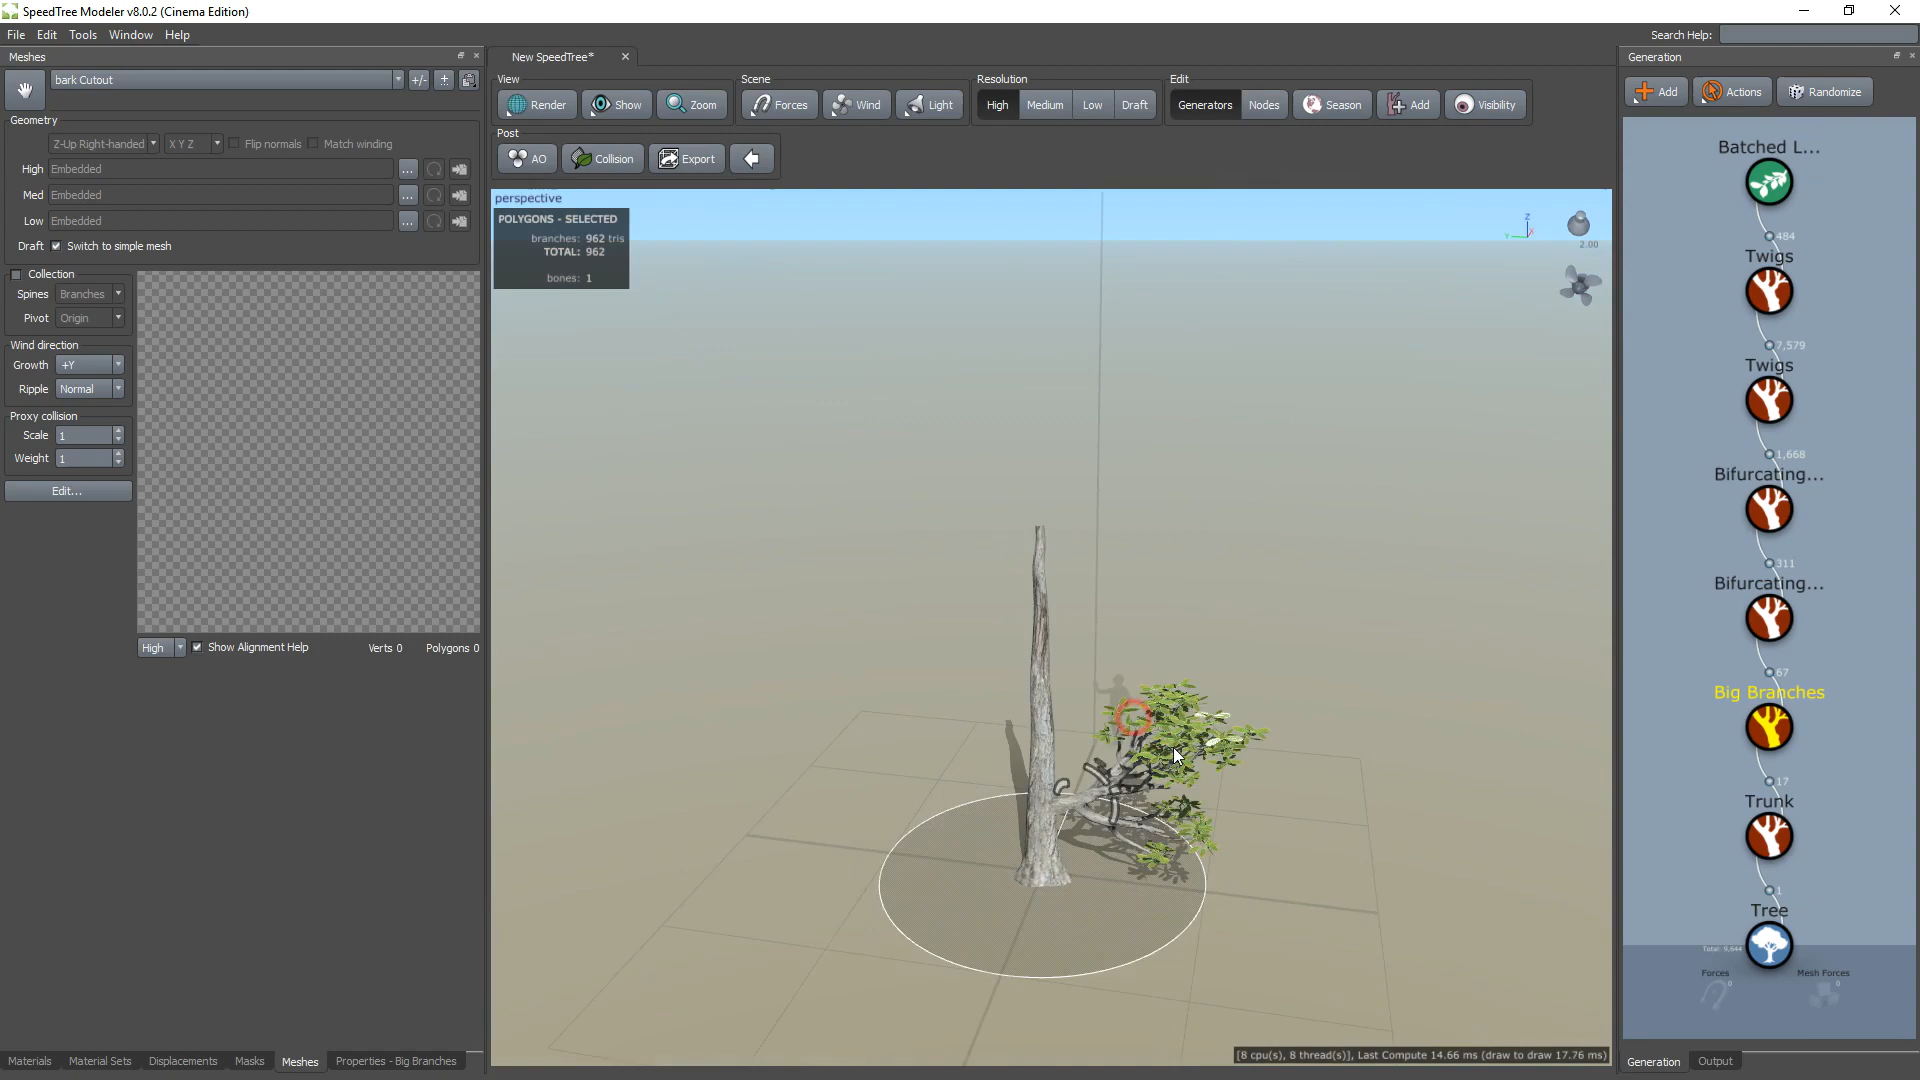 SpeedTree Modeler v8.0.2 (Cinema Edition)
File Edit Tools Window Help
Search Help:
Meshes
bark Cutout
+/-
Geometry
Z-Up Right-handed X Y Z Flip normals Match winding
High Embedded ...
Med Embedded ...
Low Embedded ...
Draft Switch to simple mesh
Collection
Spines Branches
Pivot Origin
Wind direction
Growth +Y
Ripple Normal
Proxy collision
Scale 1
Weight 1
Edit...
High Show Alignment Help Verts 0 Polygons 0
Materials Material Sets Displacements Masks Meshes Properties - Big Branches
New SpeedTree*
View Scene Resolution Edit
Render Show Zoom Forces Wind Light High Medium Low Draft Generators Nodes Season Add Visibility
Post
AO Collision Export
perspective
POLYGONS - SELECTED
branches: 962 tris
TOTAL: 962
bones: 1
Z
Y X
2.00
[8 cpu(s), 8 thread(s)], Last Compute 14.66 ms (draw to draw 17.76 ms)
Generation
Add Actions Randomize
Batched L...
484
Twigs
7,579
Twigs
1,668
Bifurcating...
311
Bifurcating...
67
Big Branches
17
Trunk
1
Tree
Total: 9,644
Forces 0 Mesh Forces 0
Generation Output